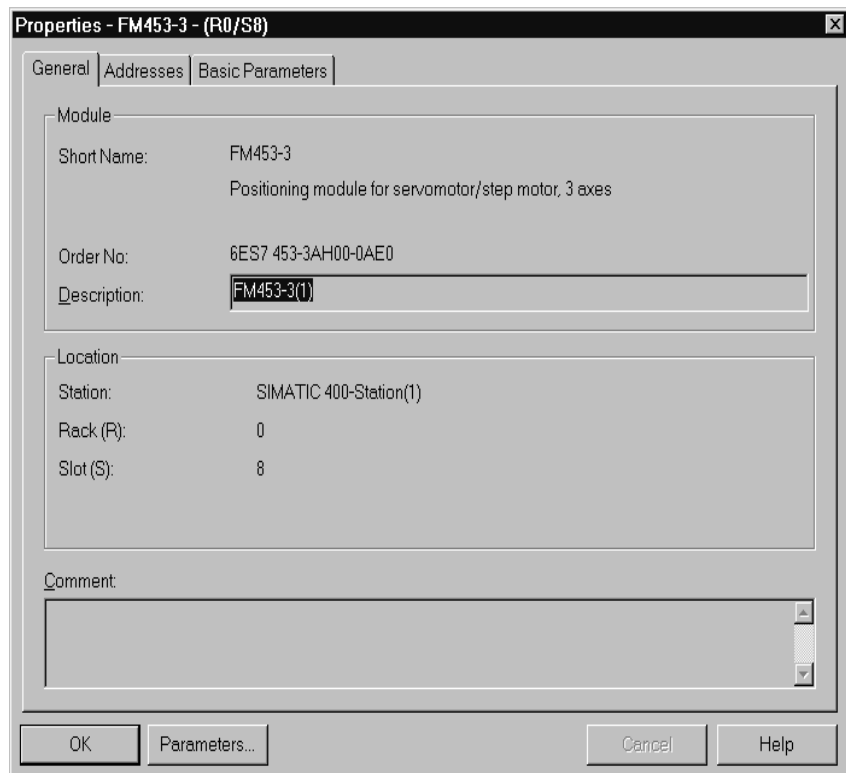 Properties - FM453-3 - (R0/S8)
General Addresses Basic Parameters
Module
Short Name: FM453-3
Positioning module for servomotor/step motor, 3 axes
Order No: 6ES7 453-3AH00-0AE0
Description: FM453-3(1)
Location
Station: SIMATIC 400-Station(1)
Rack (R): 0
Slot (S): 8
Comment:
OK Parameters... Cancel Help